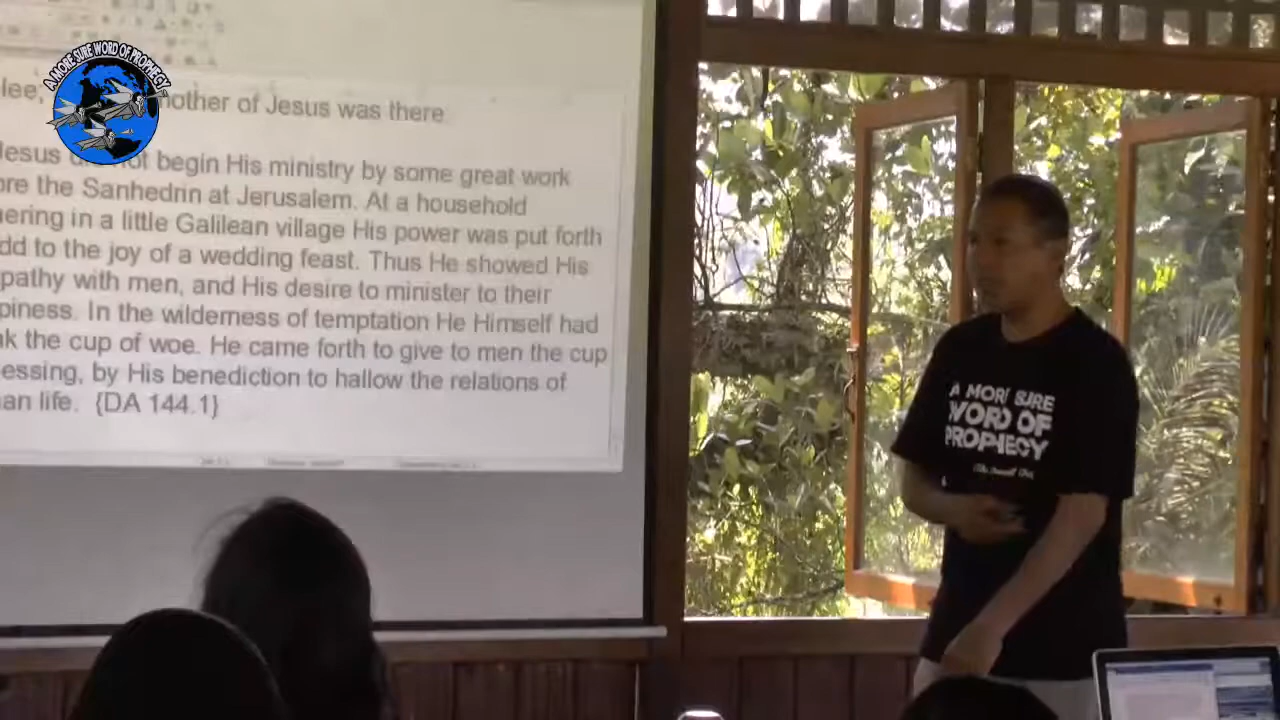 A MORE SURE WORD OF PROPHECY
lee, mother of Jesus was there
Jesus did not begin His ministry by some great work
ore the Sanhedrin at Jerusalem. At a household
ering in a little Galilean village His power was put forth
dd to the joy of a wedding feast. Thus He showed His
pathy with men, and His desire to minister to their
piness. In the wilderness of temptation He Himself had
nk the cup of woe. He came forth to give to men the cup
essing, by His benediction to hallow the relations of
an life. {DA 144.1}
A MORE SURE
WORD OF
PROPHECY